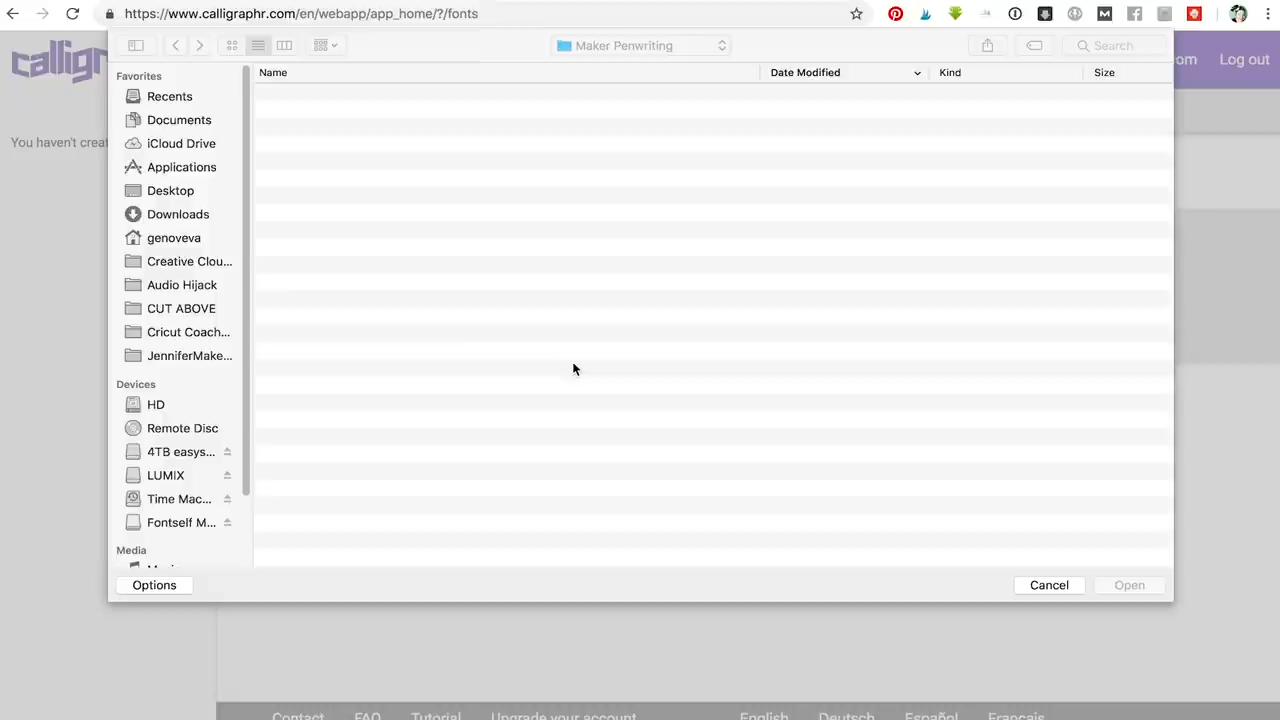 https://www.calligraphr.com/en/webapp/app_home/?/fonts
calligr
om
Log out
You haven't creat
Maker Penwriting
Search
Name
Date Modified
Kind
Size
Favorites
Recents
Documents
iCloud Drive
Applications
Desktop
Downloads
genoveva
Creative Clou...
Audio Hijack
CUT ABOVE
Cricut Coach...
JenniferMake...
Devices
HD
Remote Disc
4TB easys...
LUMIX
Time Mac...
Fontself M...
Media
Options
Cancel
Open
Contact
FAQ
Tutorial
Upgrade your account
English
Deutsch
Español
Français